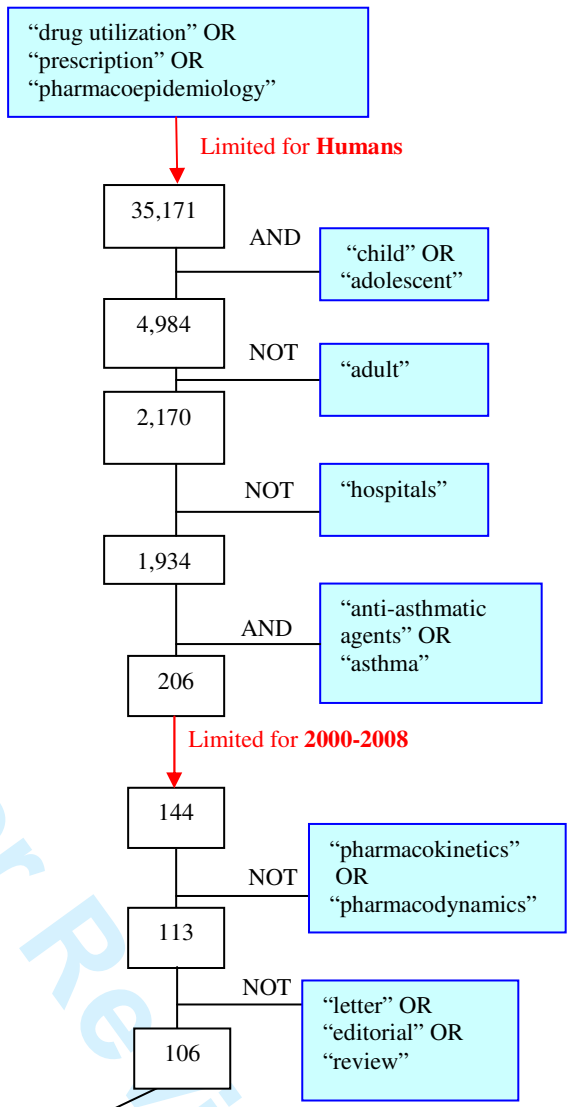 “drug utilization” OR
“prescription” OR
“pharmacoepidemiology”
Limited for Humans
35,171
AND
“child” OR
“adolescent”
4,984
NOT
“adult”
2,170
NOT
“hospitals”
1,934
AND
“anti-asthmatic
agents” OR
“asthma”
206
Limited for 2000-2008
144
NOT
“pharmacokinetics”
OR
“pharmacodynamics”
113
NOT
“letter” OR
“editorial” OR
“review”
106